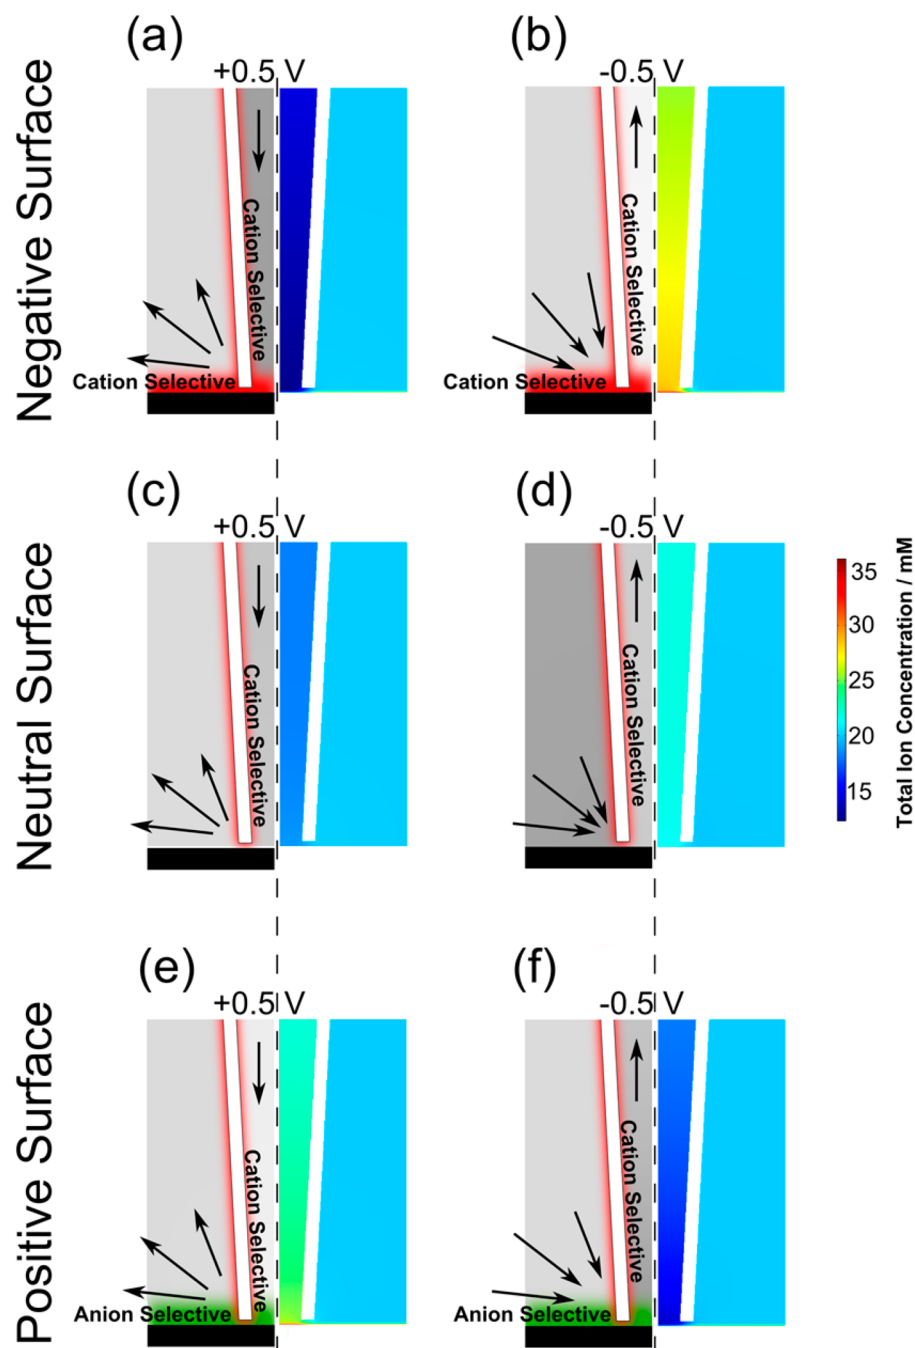 (a)
(b)
+0.5 V
-0.5 V
Negative Surface
Cation Selective
Cation Selective
Cation Selective
Cation Selective
(c)
(d)
+0.5 V
-0.5 V
Neutral Surface
Cation Selective
Cation Selective
35
30
25
20
15
Total Ion Concentration / mM
(e)
(f)
+0.5 V
-0.5 V
Positive Surface
Cation Selective
Cation Selective
Anion Selective
Anion Selective